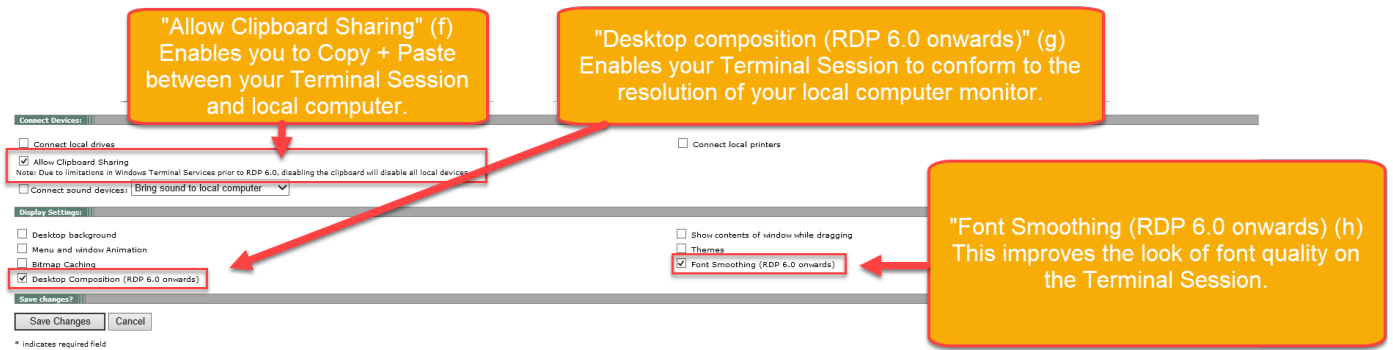 "Allow Clipboard Sharing" (f)
Enables you to Copy + Paste
between your Terminal Session
and local computer.
"Desktop composition (RDP 6.0 onwards)" (g)
Enables your Terminal Session to conform to the
resolution of your local computer monitor.
Connect Devices:
Connect local drives
Connect local printers
Allow Clipboard Sharing
Note: Due to limitations in Windows Terminal Services prior to RDP 6.0, disabling the clipboard will disable all local devices
Connect sound devices: Bring sound to local computer
Display Settings:
Desktop background
Show contents of window while dragging
Menu and window Animation
Themes
Bitmap Caching
Font Smoothing (RDP 6.0 onwards)
Desktop Composition (RDP 6.0 onwards)
"Font Smoothing (RDP 6.0 onwards) (h)
This improves the look of font quality on
the Terminal Session.
Save changes?
Save Changes Cancel
* indicates required field